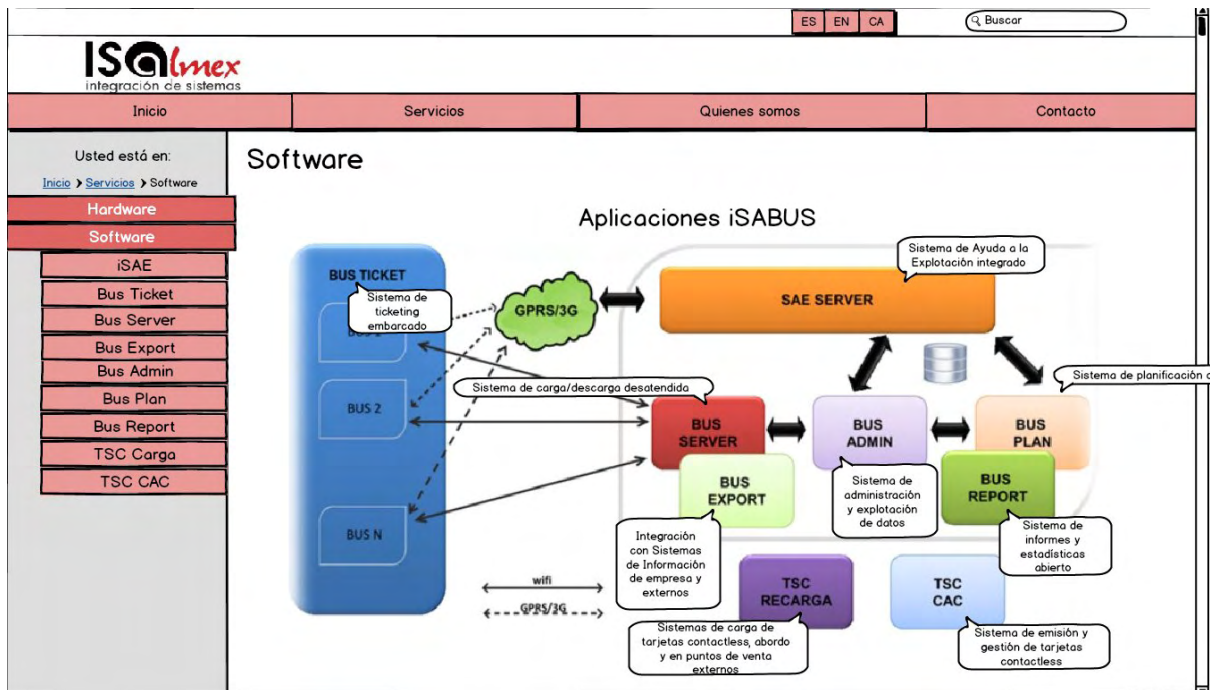 ES EN CA
Buscar
ISalmex
integración de sistemas
Inicio
Servicios
Quienes somos
Contacto
Usted está en:
Inicio > Servicios > Software
Hardware
Software
iSAE
Bus Ticket
Bus Server
Bus Export
Bus Admin
Bus Plan
Bus Report
TSC Carga
TSC CAC
Software
Aplicaciones iSABUS
BUS TICKET
Sistema de
ticketing
embarcado
BUS 2
BUS N
GPRS/3G
Sistema de Ayuda a la
Explotación integrado
SAE SERVER
Sistema de carga/descarga desatendida
Sistema de planificación
BUS
SERVER
BUS
ADMIN
BUS
PLAN
BUS
EXPORT
BUS
REPORT
Sistema de
administración
y explotación
de datos
Integración
con Sistemas
de Información
de empresa y
externos
Sistema de
informes y
estadísticas
abierto
wifi
GPRS/3G
TSC
RECARGA
TSC
CAC
Sistemas de carga de
tarjetas contactless, abordo
y en puntos de venta
externos
Sistema de emisión y
gestión de tarjetas
contactless